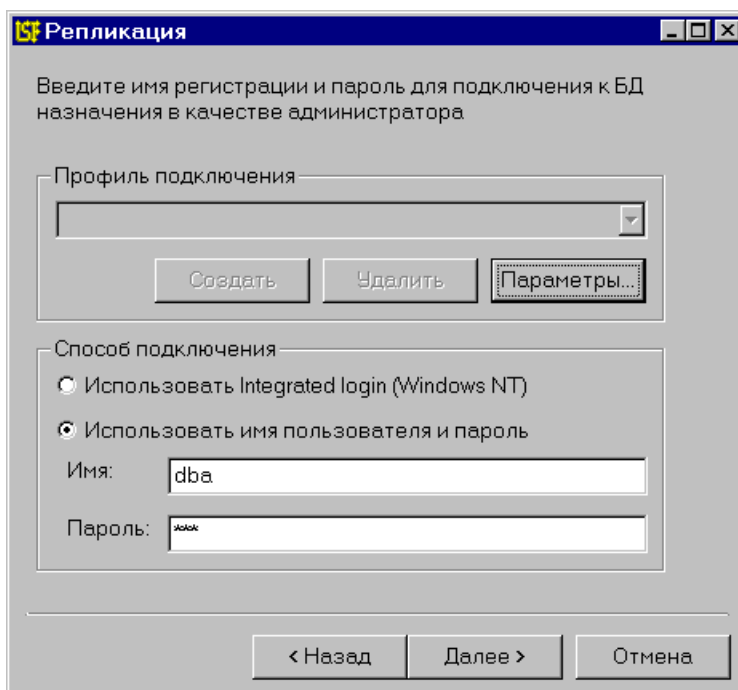 Репликация
Введите имя регистрации и пароль для подключения к БД
назначения в качестве администратора
Профиль подключения
Создать Удалить Параметры...
Способ подключения
Использовать Integrated login (Windows NT)
Использовать имя пользователя и пароль
Имя: dba
Пароль: ***
< Назад Далее > Отмена